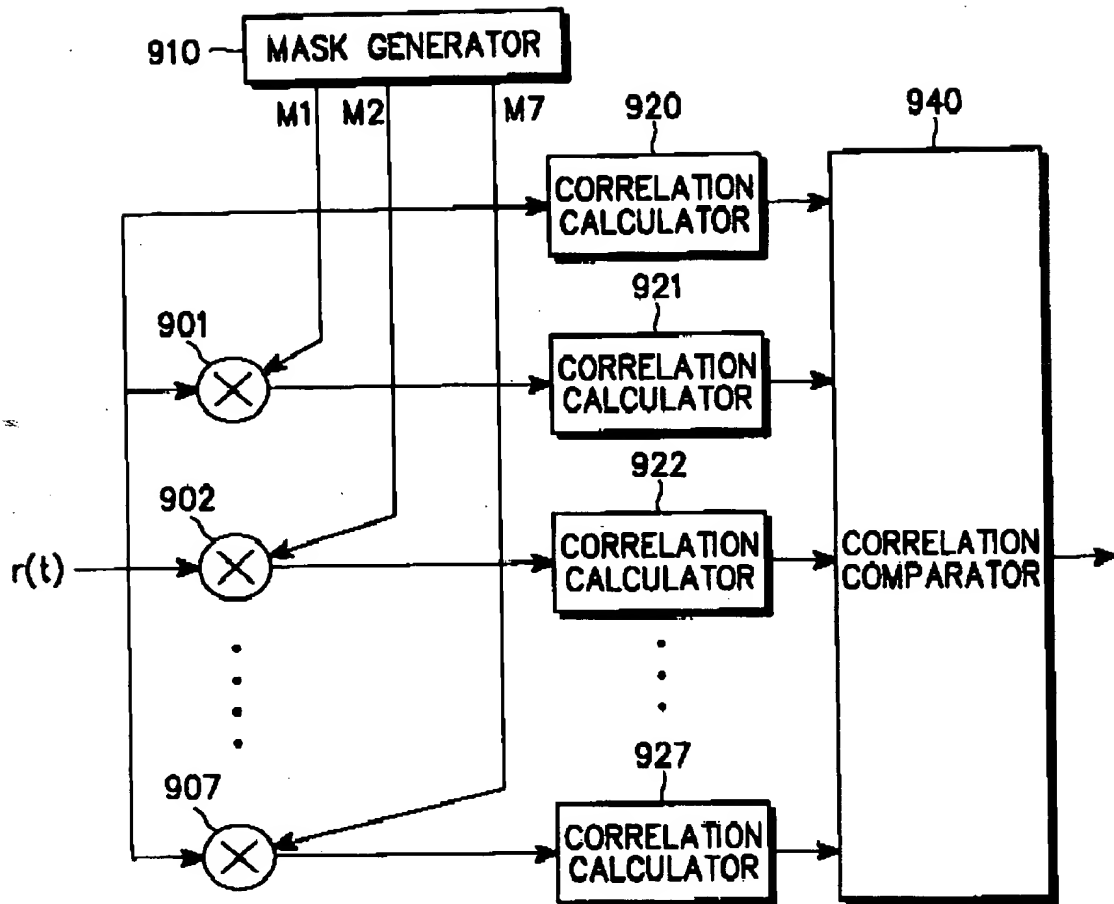 910 MASK GENERATOR
M1 M2 M7
920 940
CORRELATION
CALCULATOR
921
901
CORRELATION
CALCULATOR
922
902
r(t)
CORRELATION
CALCULATOR
CORRELATION
COMPARATOR
927
907
CORRELATION
CALCULATOR